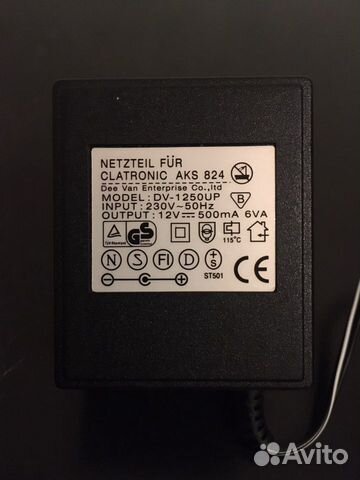 NETZTEIL FÜR
CLATRONIC AKS 824
Dee Van Enterprise Co.,ltd
MODEL: DV-1250UP
INPUT: 230V~50Hz
OUTPUT: 12V⎓500mA 6VA
B
GS
115°C
N S FI D + S
ST501
CE
- +
Avito